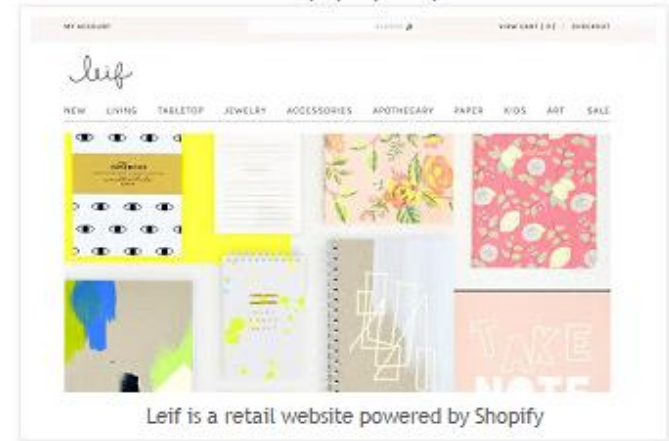 MY ACCOUNT SEARCH VIEW CART ( 0 ) / CHECKOUT
leif
NEW LIVING TABLETOP JEWELRY ACCESSORIES APOTHECARY PAPER KIDS ART SALE
TAKE
NOTE
Leif is a retail website powered by Shopify